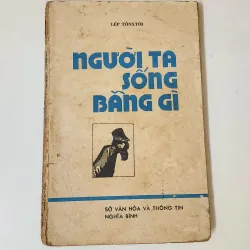 LÉP TÔNXTÔI
NGƯỜI TA
SỐNG
BẰNG GÌ
SỞ VĂN HÓA VÀ THÔNG TIN
NGHĨA BÌNH